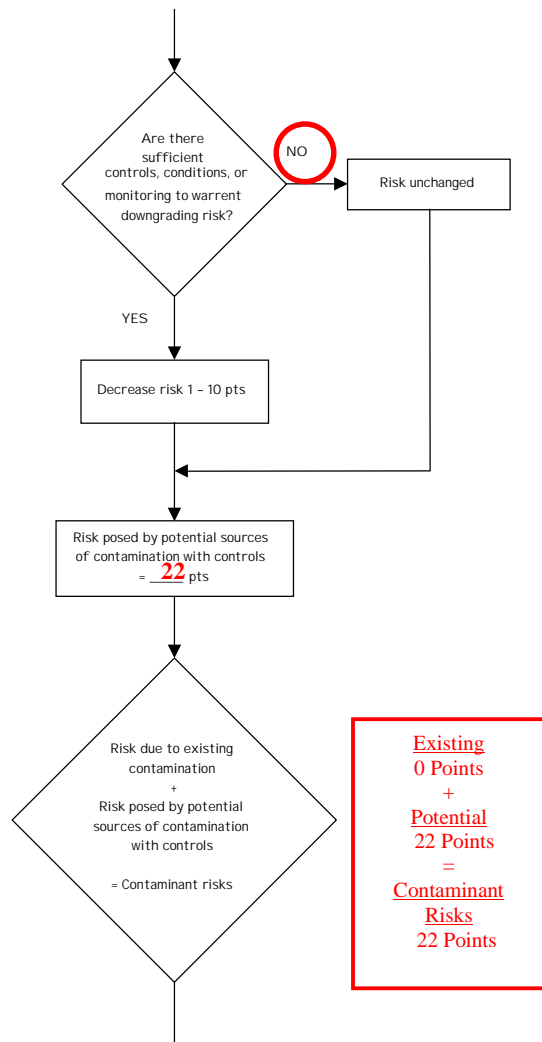 Are there
sufficient
controls, conditions, or
monitoring to warrent
downgrading risk?
NO
Risk unchanged
YES
Decrease risk 1 – 10 pts
Risk posed by potential sources
of contamination with controls
= 22 pts
Risk due to existing
contamination
+
Risk posed by potential
sources of contamination
with controls
= Contaminant risks
Existing
0 Points
+
Potential
22 Points
=
Contaminant
Risks
22 Points